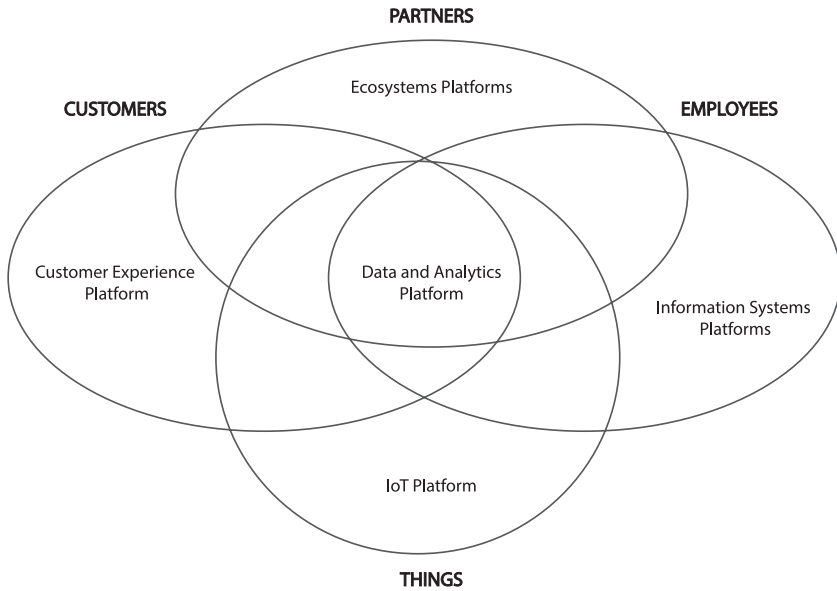 PARTNERS
Ecosystems Platforms
CUSTOMERS
EMPLOYEES
Customer Experience
Platform
Data and Analytics
Platform
Information Systems
Platforms
IoT Platform
THINGS